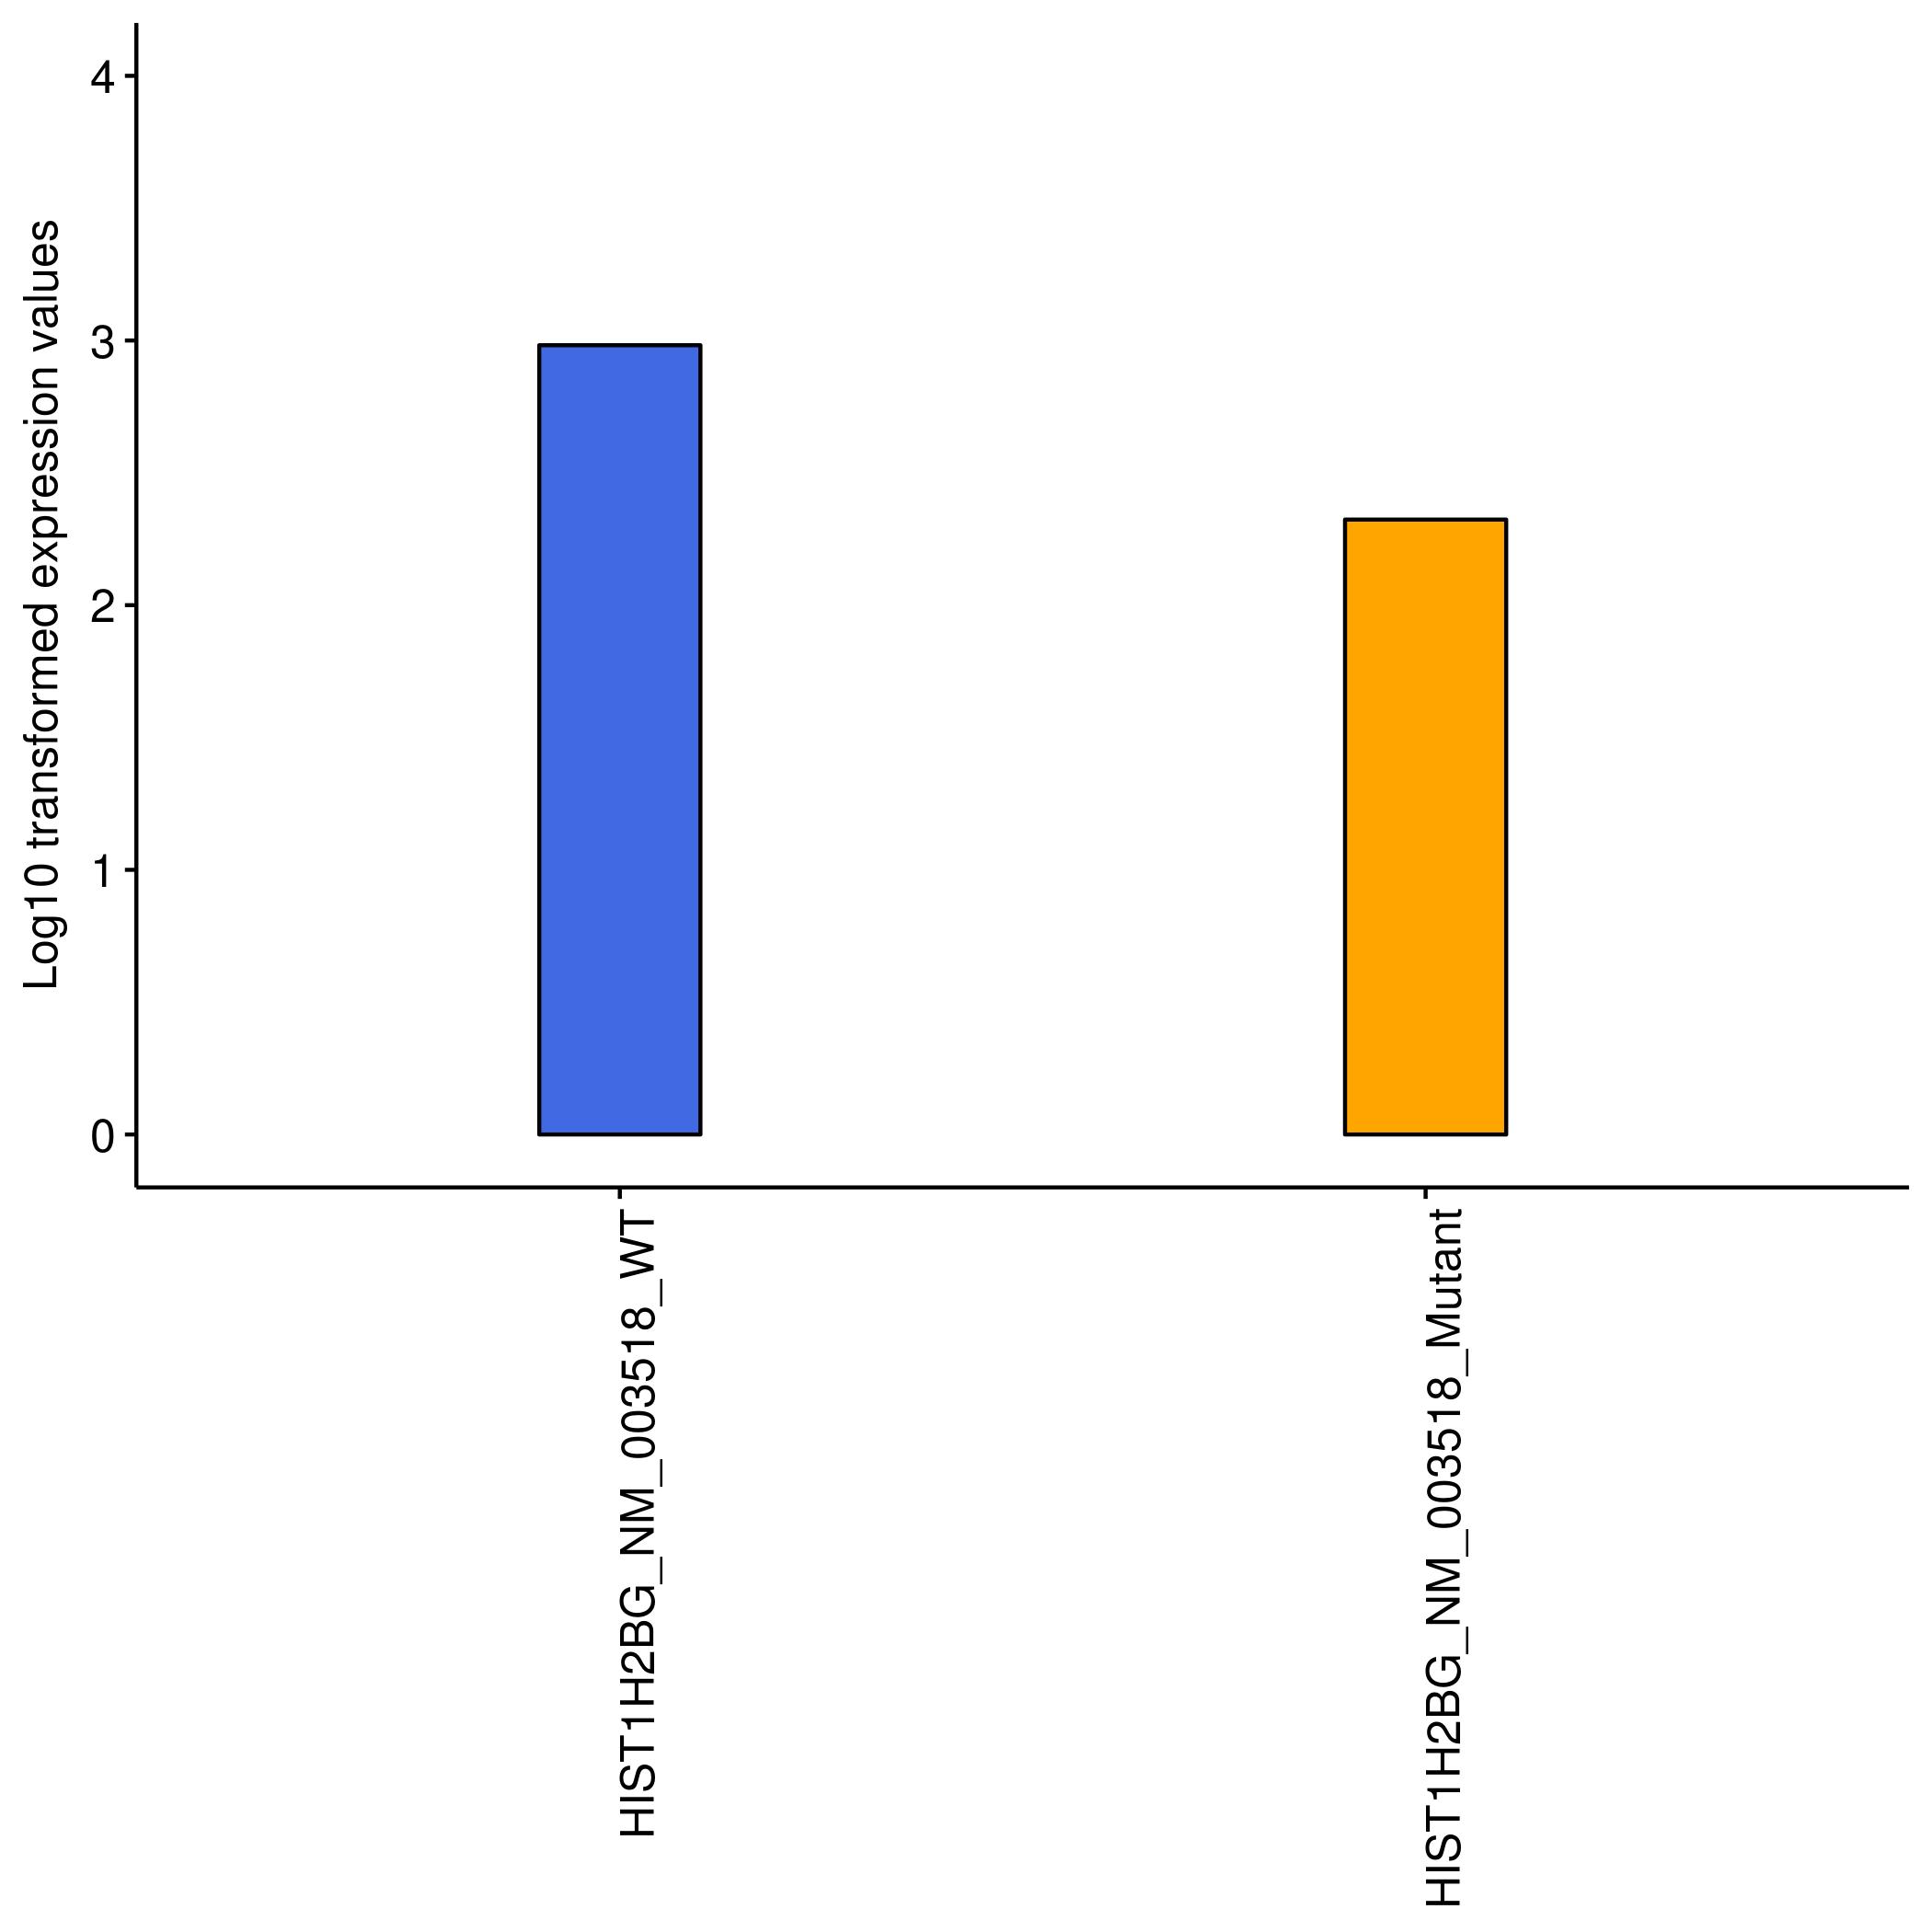 Log10 transformed expression values
4
3
2
1
0
HIST1H2BG_NM_003518_WT
HIST1H2BG_NM_003518_Mutant